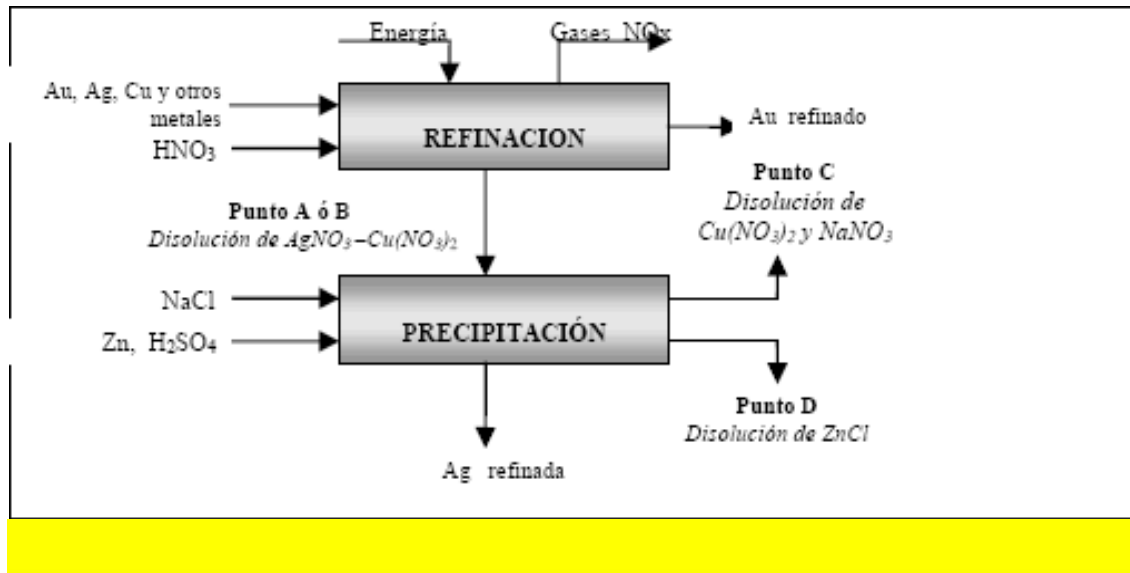 Energía
Gases NOx
Au, Ag, Cu y otros
metales
HNO₃
REFINACION
Au refinado
Punto A ó B
Disolución de AgNO₃–Cu(NO₃)₂
Punto C
Disolución de
Cu(NO₃)₂ y NaNO₃
NaCl
Zn, H₂SO₄
PRECIPITACIÓN
Punto D
Disolución de ZnCl
Ag refinada